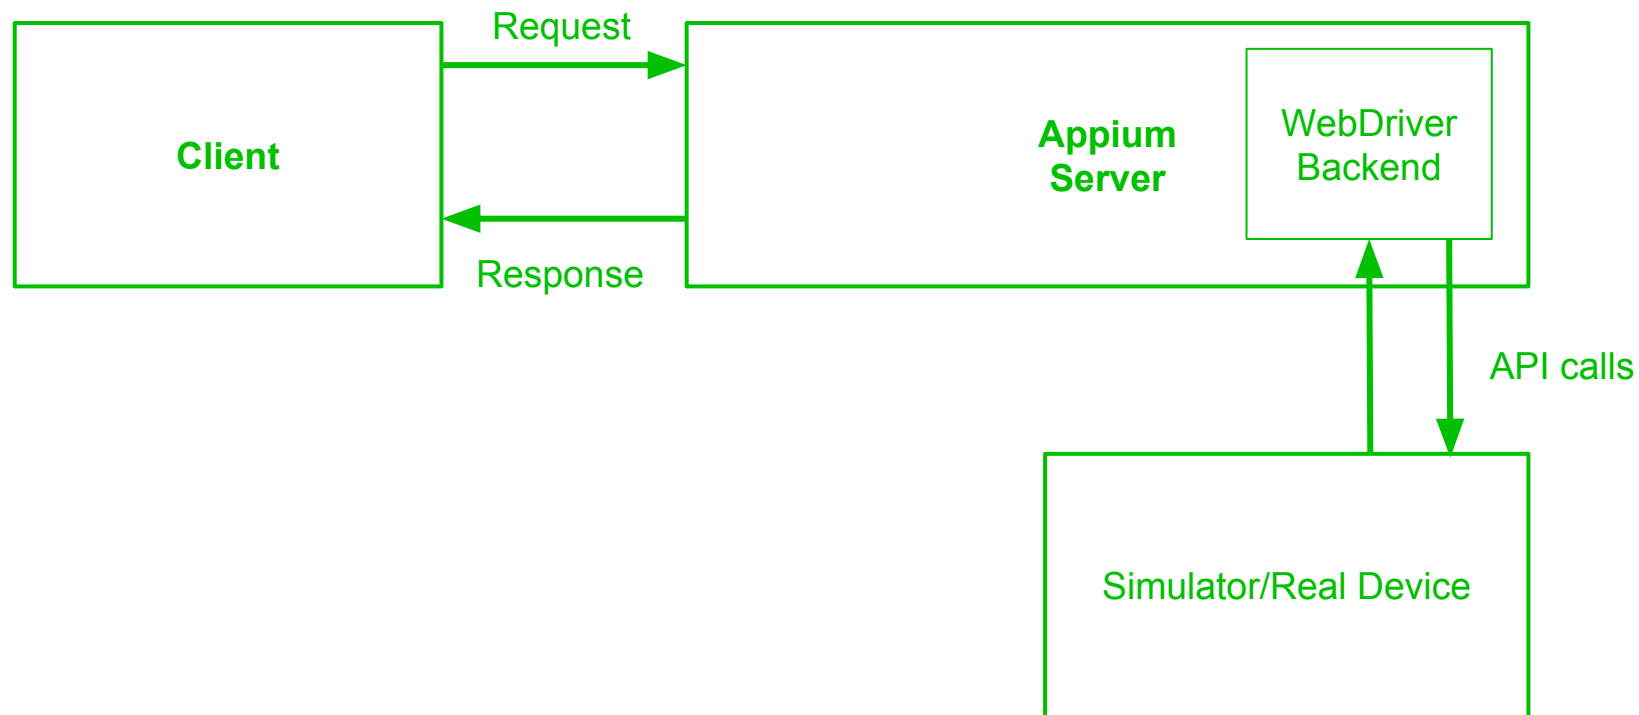 Request
Client
Appium
Server
WebDriver
Backend
Response
API calls
Simulator/Real Device